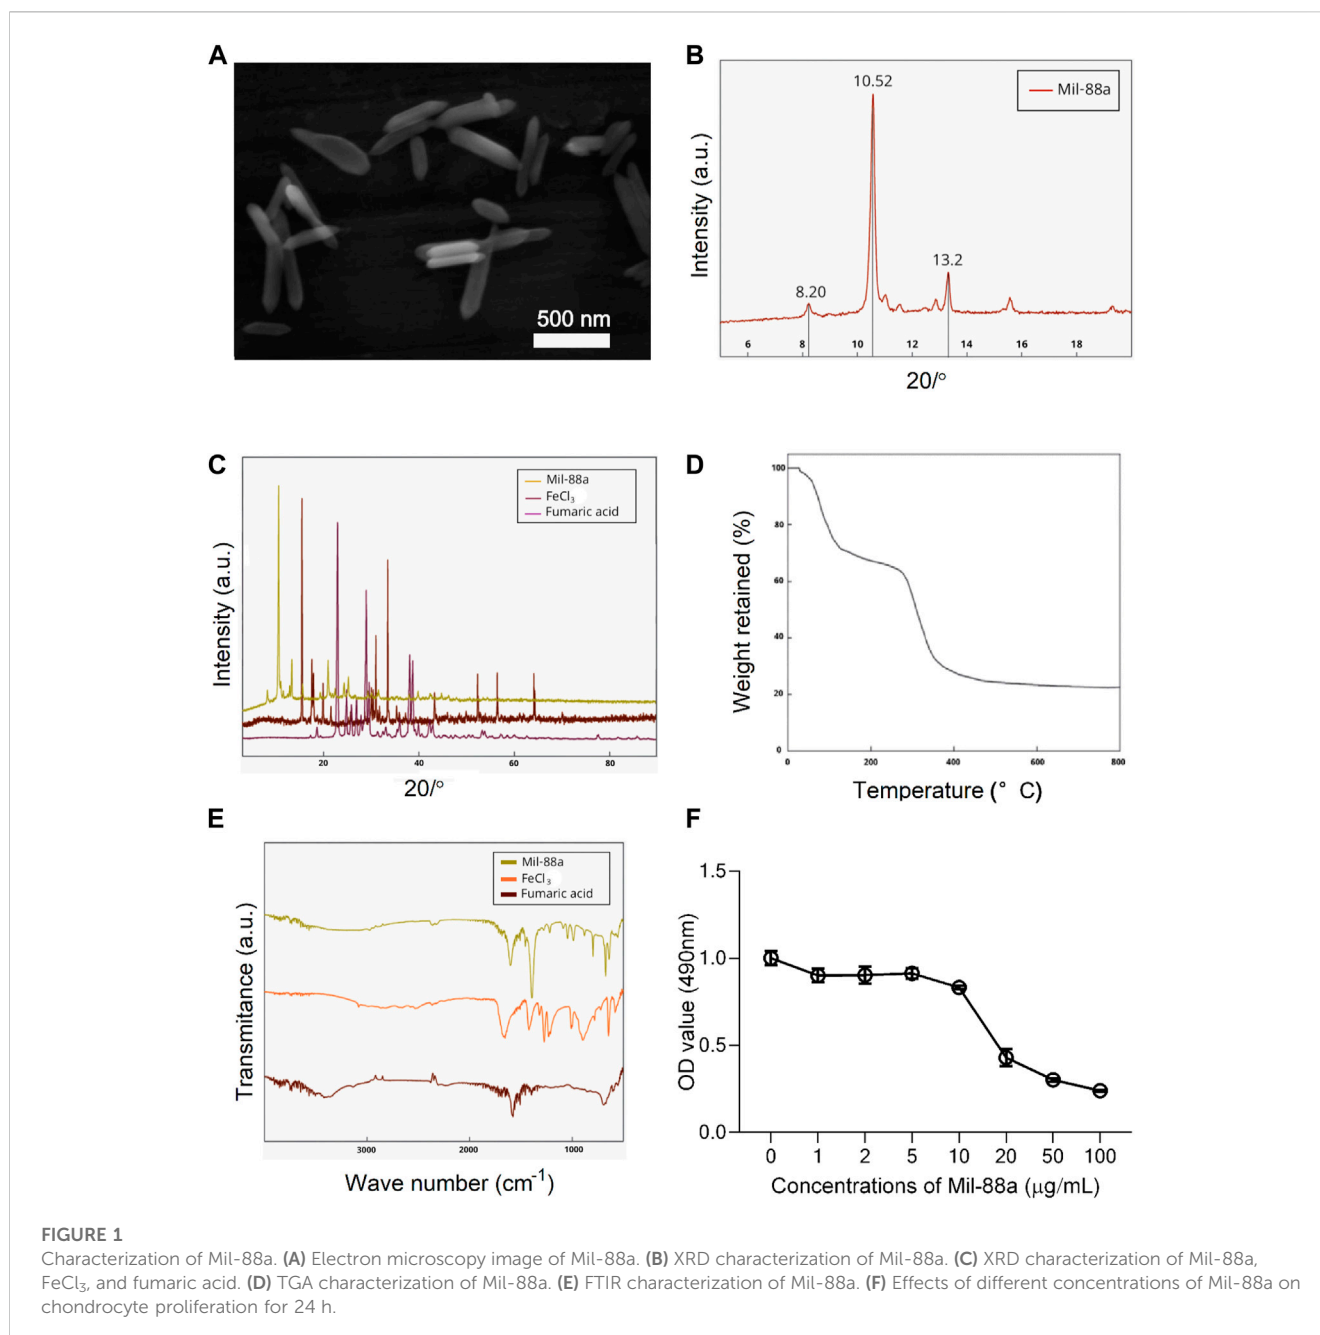 A
500 nm
B
10.52
Mil-88a
13.2
8.20
Intensity (a.u.)
6 8 10 12 14 16 18
20/°
C
Mil-88a
FeCl₃
Fumaric acid
Intensity (a.u.)
20 40 60 80
20/°
D
100
80
60
40
20
0
Weight retained (%)
0 200 400 600 800
Temperature (° C)
E
Mil-88a
FeCl₃
Fumaric acid
Transmitance (a.u.)
3000 2000 1000
Wave number (cm⁻¹)
F
1.5
1.0
0.5
0.0
OD value (490nm)
0 1 2 5 10 20 50 100
Concentrations of Mil-88a (μg/mL)
FIGURE 1
Characterization of Mil-88a. (A) Electron microscopy image of Mil-88a. (B) XRD characterization of Mil-88a. (C) XRD characterization of Mil-88a,
FeCl₃, and fumaric acid. (D) TGA characterization of Mil-88a. (E) FTIR characterization of Mil-88a. (F) Effects of different concentrations of Mil-88a on
chondrocyte proliferation for 24 h.